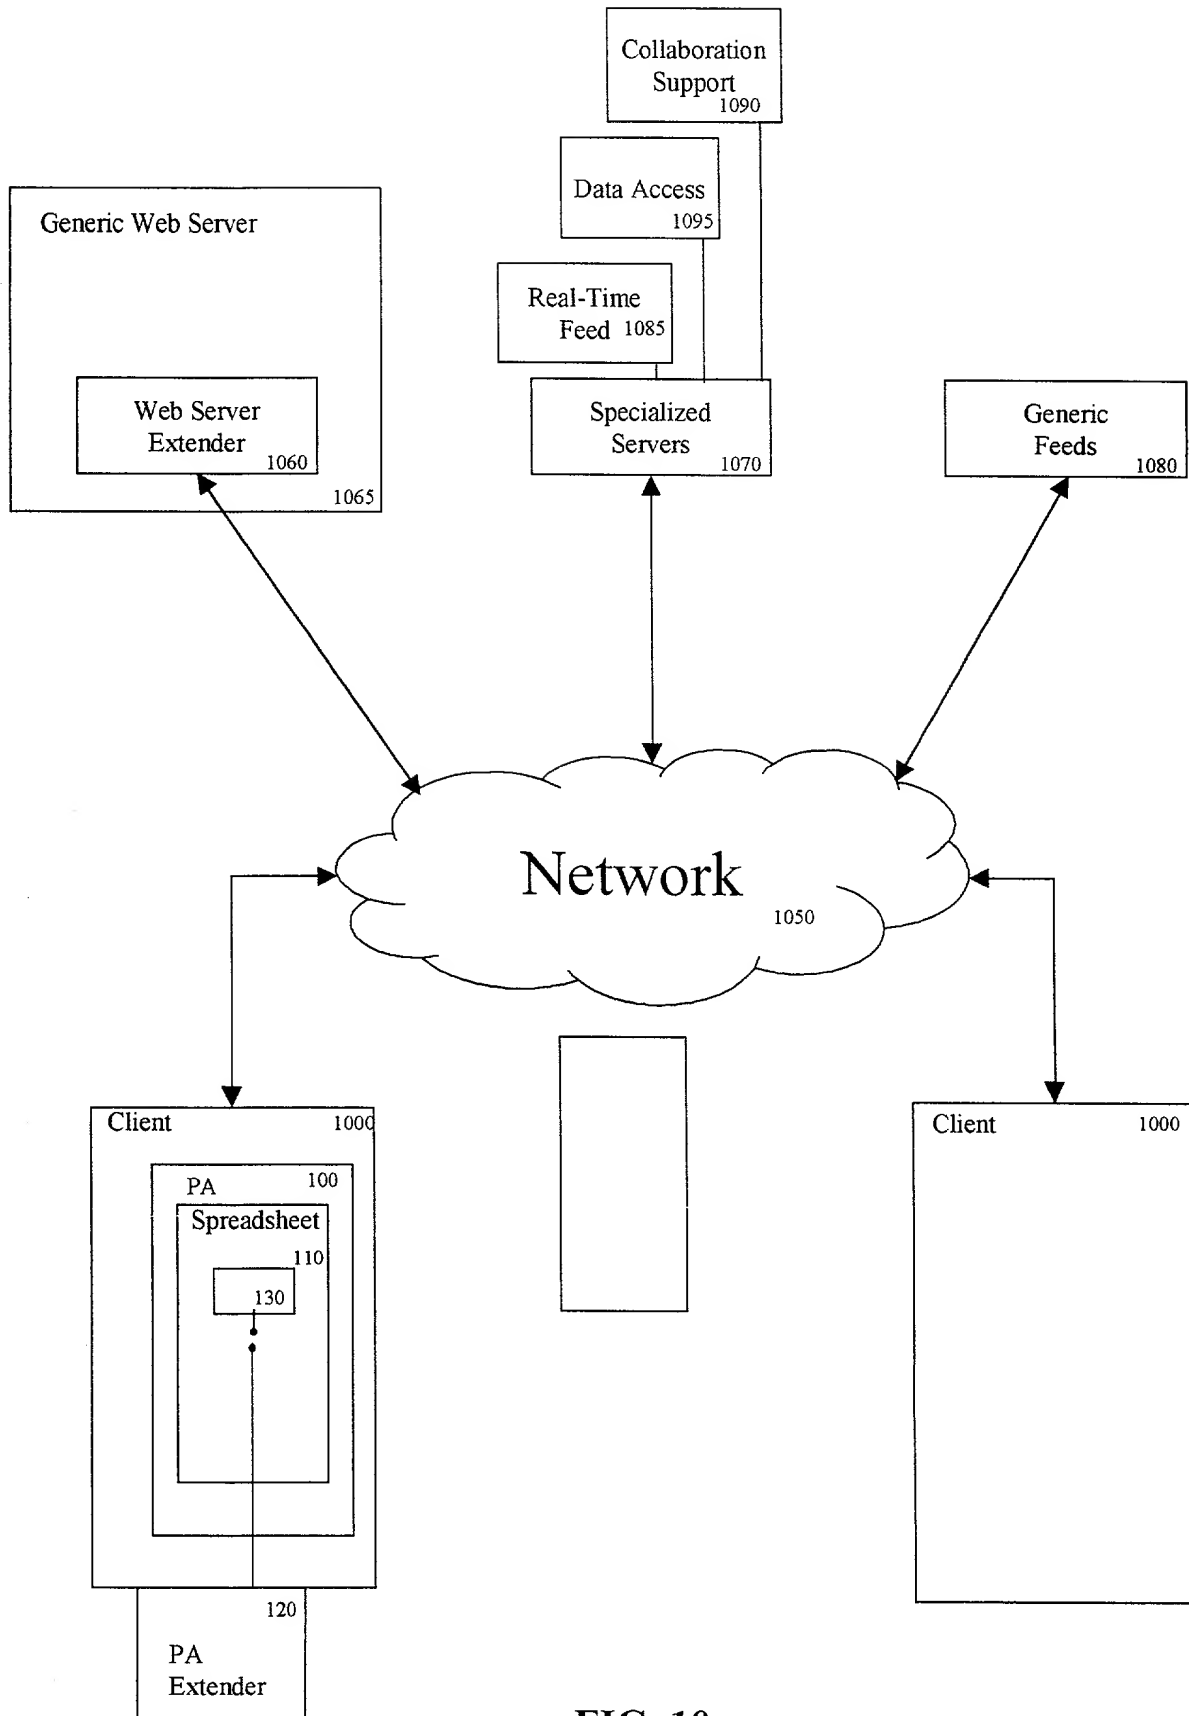 Collaboration
Support
1090
Data Access
1095
Generic Web Server
Real-Time
Feed 1085
Web Server
Extender
1060
1065
Specialized
Servers
1070
Generic
Feeds
1080
Network
1050
Client 1000
PA 100
Spreadsheet
110
130
Client 1000
120
PA
Extender
FIG. 10